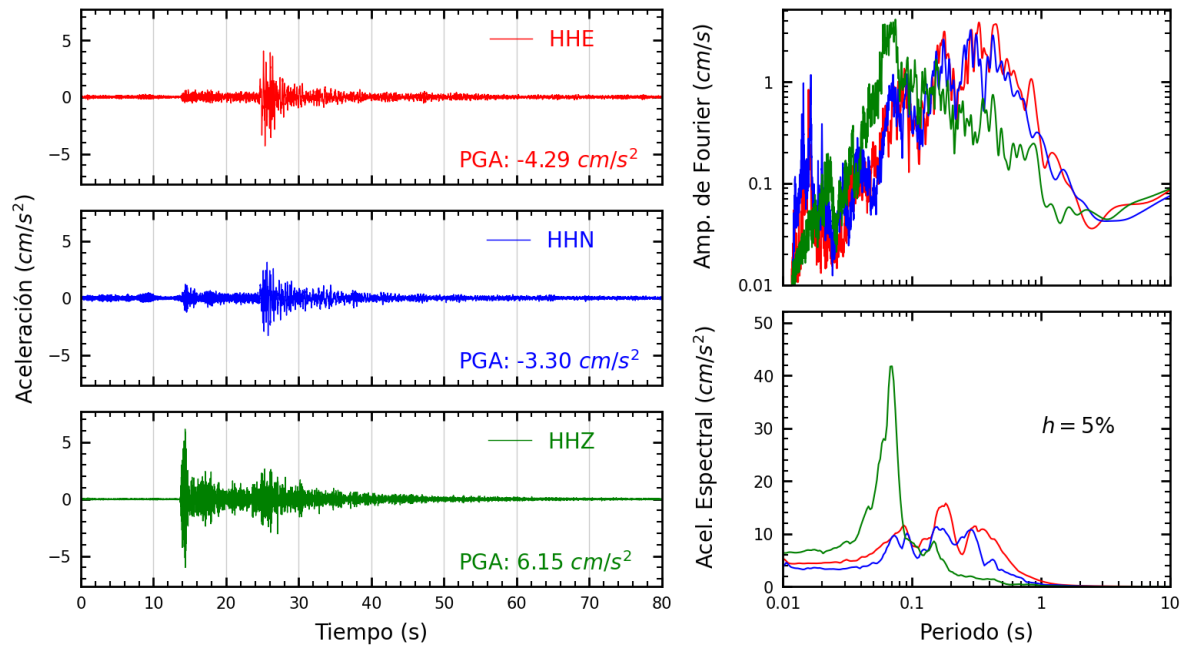 Aceleración (cm/s²)
5
0
−5
HHE
PGA: -4.29 cm/s²
5
0
−5
HHN
PGA: -3.30 cm/s²
5
0
−5
HHZ
PGA: 6.15 cm/s²
0 10 20 30 40 50 60 70 80
Tiempo (s)
Amp. de Fourier (cm/s)
1
0.1
0.01
Acel. Espectral (cm/s²)
50
40
30
20
10
0
h = 5%
0.01 0.1 1 10
Periodo (s)